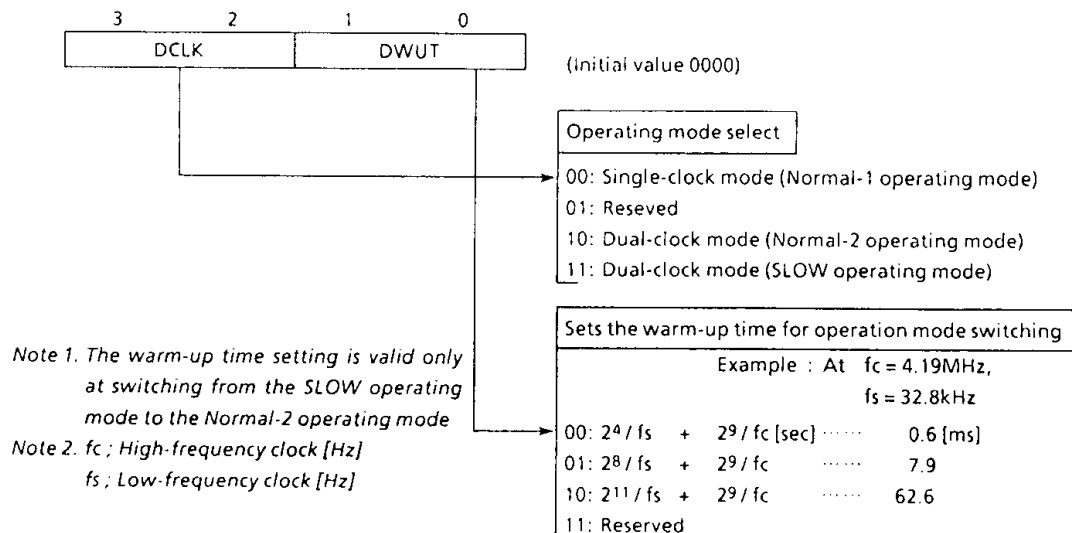 3 2 1 0
DCLK DWUT
(Initial value 0000)
Operating mode select
00: Single-clock mode (Normal-1 operating mode)
01: Reseved
10: Dual-clock mode (Normal-2 operating mode)
11: Dual-clock mode (SLOW operating mode)
Sets the warm-up time for operation mode switching
Example : At fc = 4.19MHz,
fs = 32.8kHz
00: 2⁴ / fs + 2⁹ / fc [sec] ······ 0.6 [ms]
01: 2⁸ / fs + 2⁹ / fc ······ 7.9
10: 2¹¹ / fs + 2⁹ / fc ······ 62.6
11: Reserved
Note 1. The warm-up time setting is valid only
at switching from the SLOW operating
mode to the Normal-2 operating mode
Note 2. fc ; High-frequency clock [Hz]
fs ; Low-frequency clock [Hz]